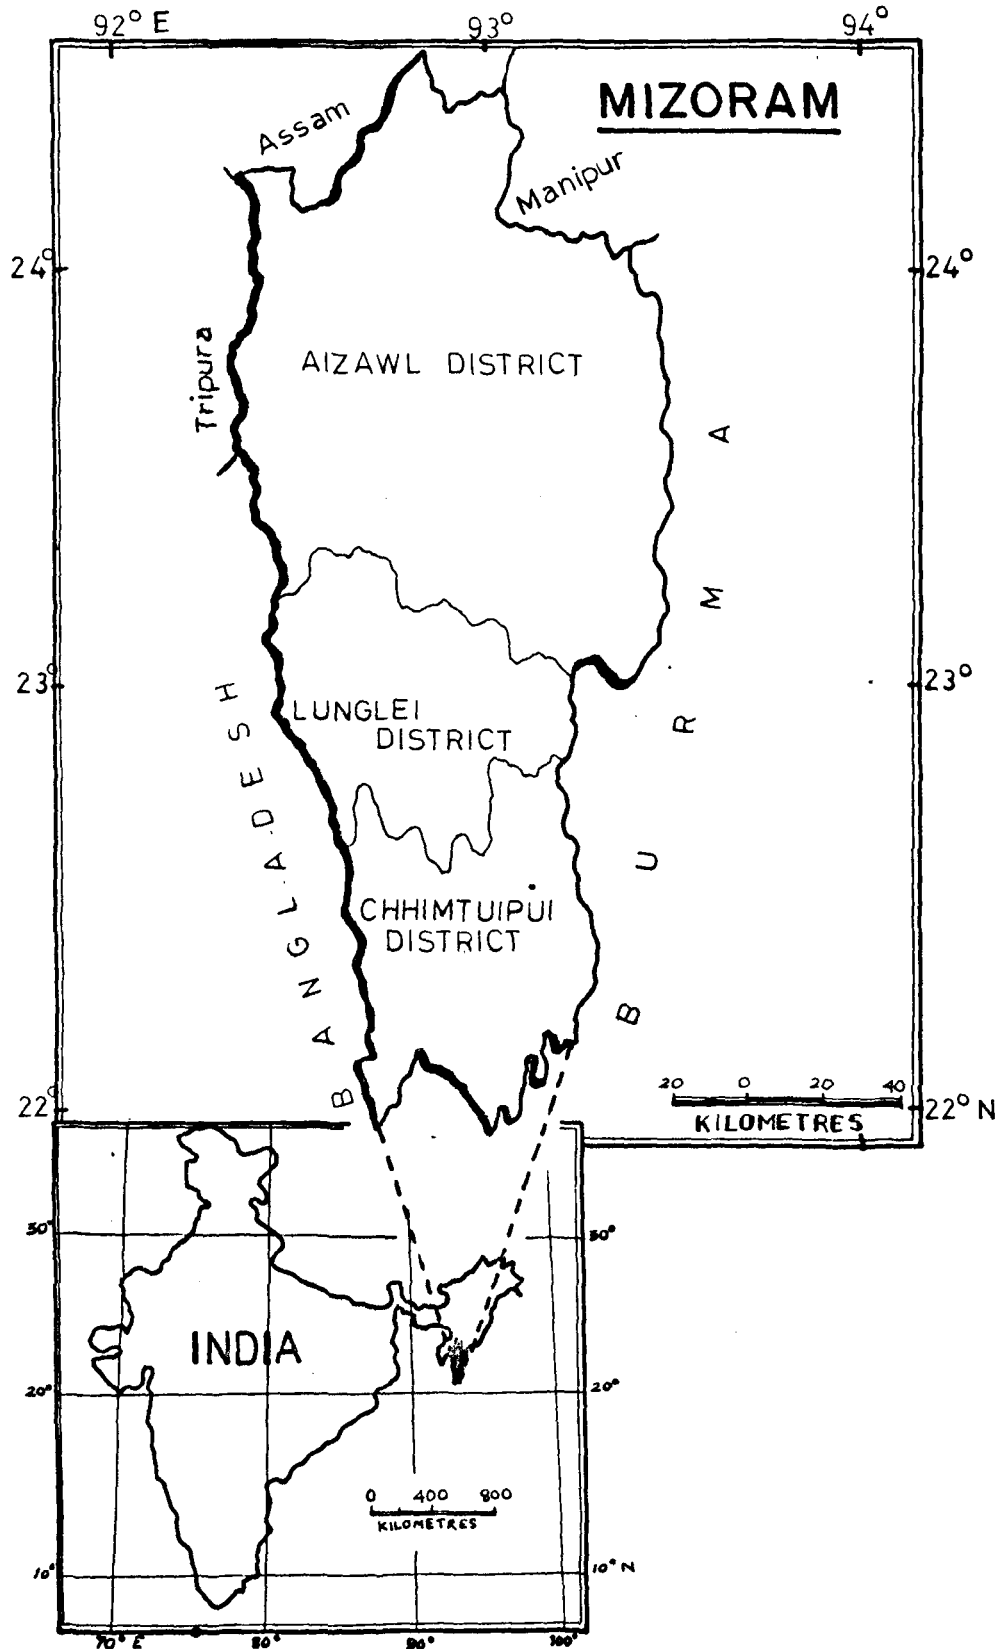 92° E
93°
94°
MIZORAM
Assam
Manipur
24°
24°
AIZAWL DISTRICT
Tripura
23°
23°
LUNGLEI
DISTRICT
BANGLADESH
BURMA
CHHIMTUIPUI
DISTRICT
20 0 20 40
KILOMETRES
22°
22° N
30°
30°
INDIA
20°
20°
0 400 800
KILOMETRES
10°
10° N
70° E 80° 90° 100°